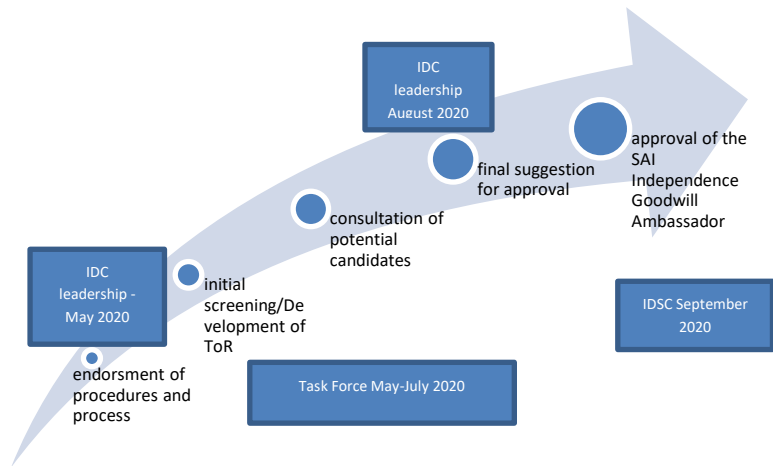 IDC
leadership
August 2020
approval of the
SAI
Independence
Goodwill
Ambassador
final suggestion
for approval
consultation of
potential
candidates
IDC
leadership -
May 2020
initial
screening/De
velopment of
ToR
IDSC September
2020
endorsment of
procedures and
process
Task Force May-July 2020